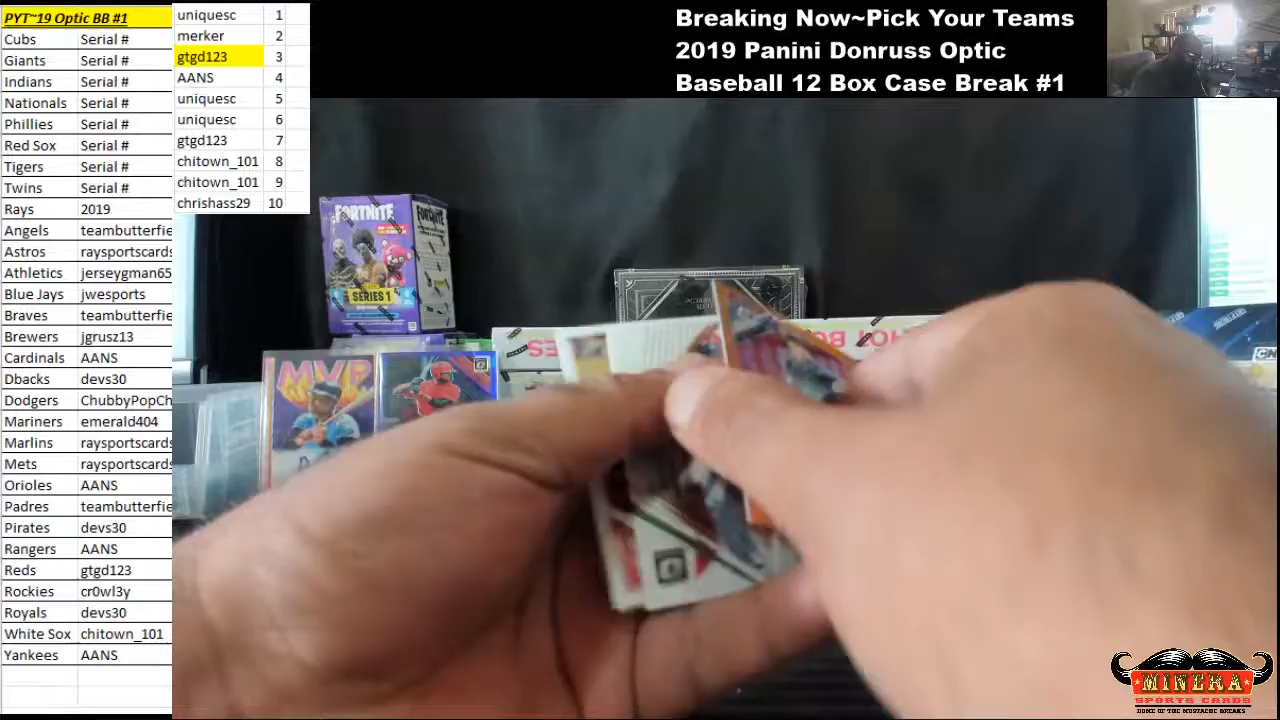 PYT~19 Optic BB #1
Cubs Serial #
Giants Serial #
Indians Serial #
Nationals Serial #
Phillies Serial #
Red Sox Serial #
Tigers Serial #
Twins Serial #
Rays 2019
Angels teambutterfie
Astros raysportscards
Athletics jerseygman65
Blue Jays jwesports
Braves teambutterfie
Brewers jgrusz13
Cardinals AANS
Dbacks devs30
Dodgers ChubbyPopCh
Mariners emerald404
Marlins raysportscards
Mets raysportscards
Orioles AANS
Padres teambutterfie
Pirates devs30
Rangers AANS
Reds gtgd123
Rockies cr0wl3y
Royals devs30
White Sox chitown_101
Yankees AANS
uniquesc 1
merker 2
gtgd123 3
AANS 4
uniquesc 5
uniquesc 6
gtgd123 7
chitown_101 8
chitown_101 9
chrishass29 10
Breaking Now~Pick Your Teams
2019 Panini Donruss Optic
Baseball 12 Box Case Break #1
FORTNITE
SERIES 1
MVP
MINERA
SPORTS CARDS
HOME OF THE MUSTACHE BREAKS